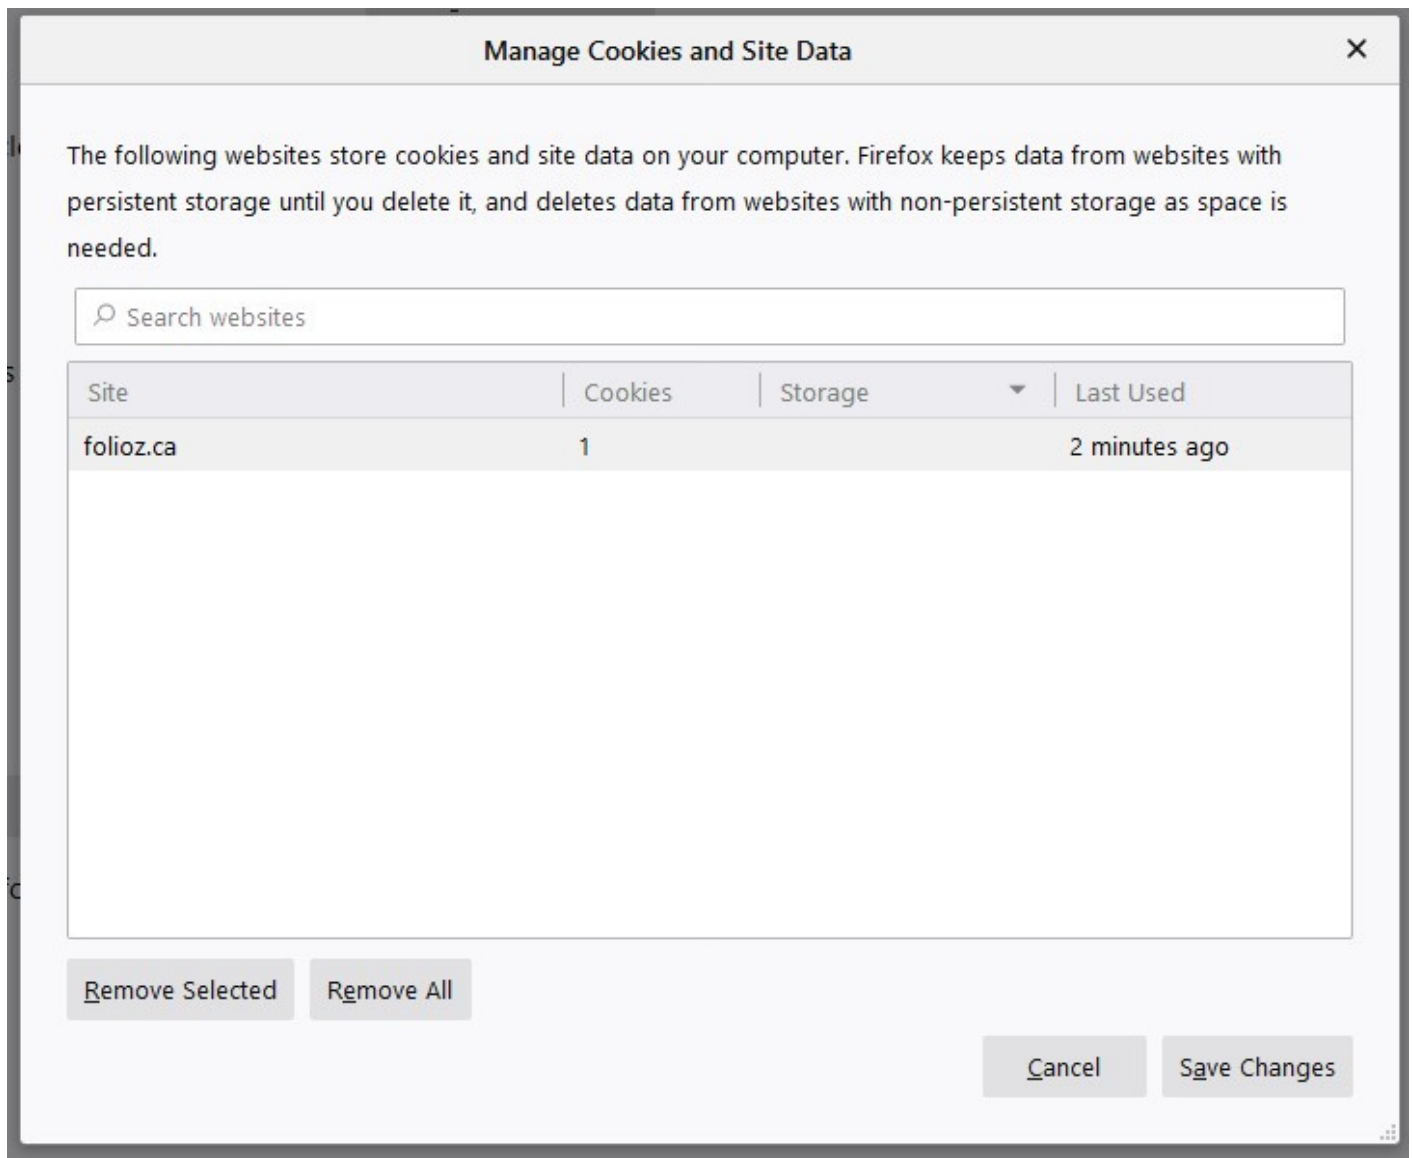 Manage Cookies and Site Data
The following websites store cookies and site data on your computer. Firefox keeps data from websites with
persistent storage until you delete it, and deletes data from websites with non-persistent storage as space is
needed.
Search websites
Site Cookies Storage Last Used
folioz.ca 1 2 minutes ago
Remove Selected Remove All
Cancel Save Changes